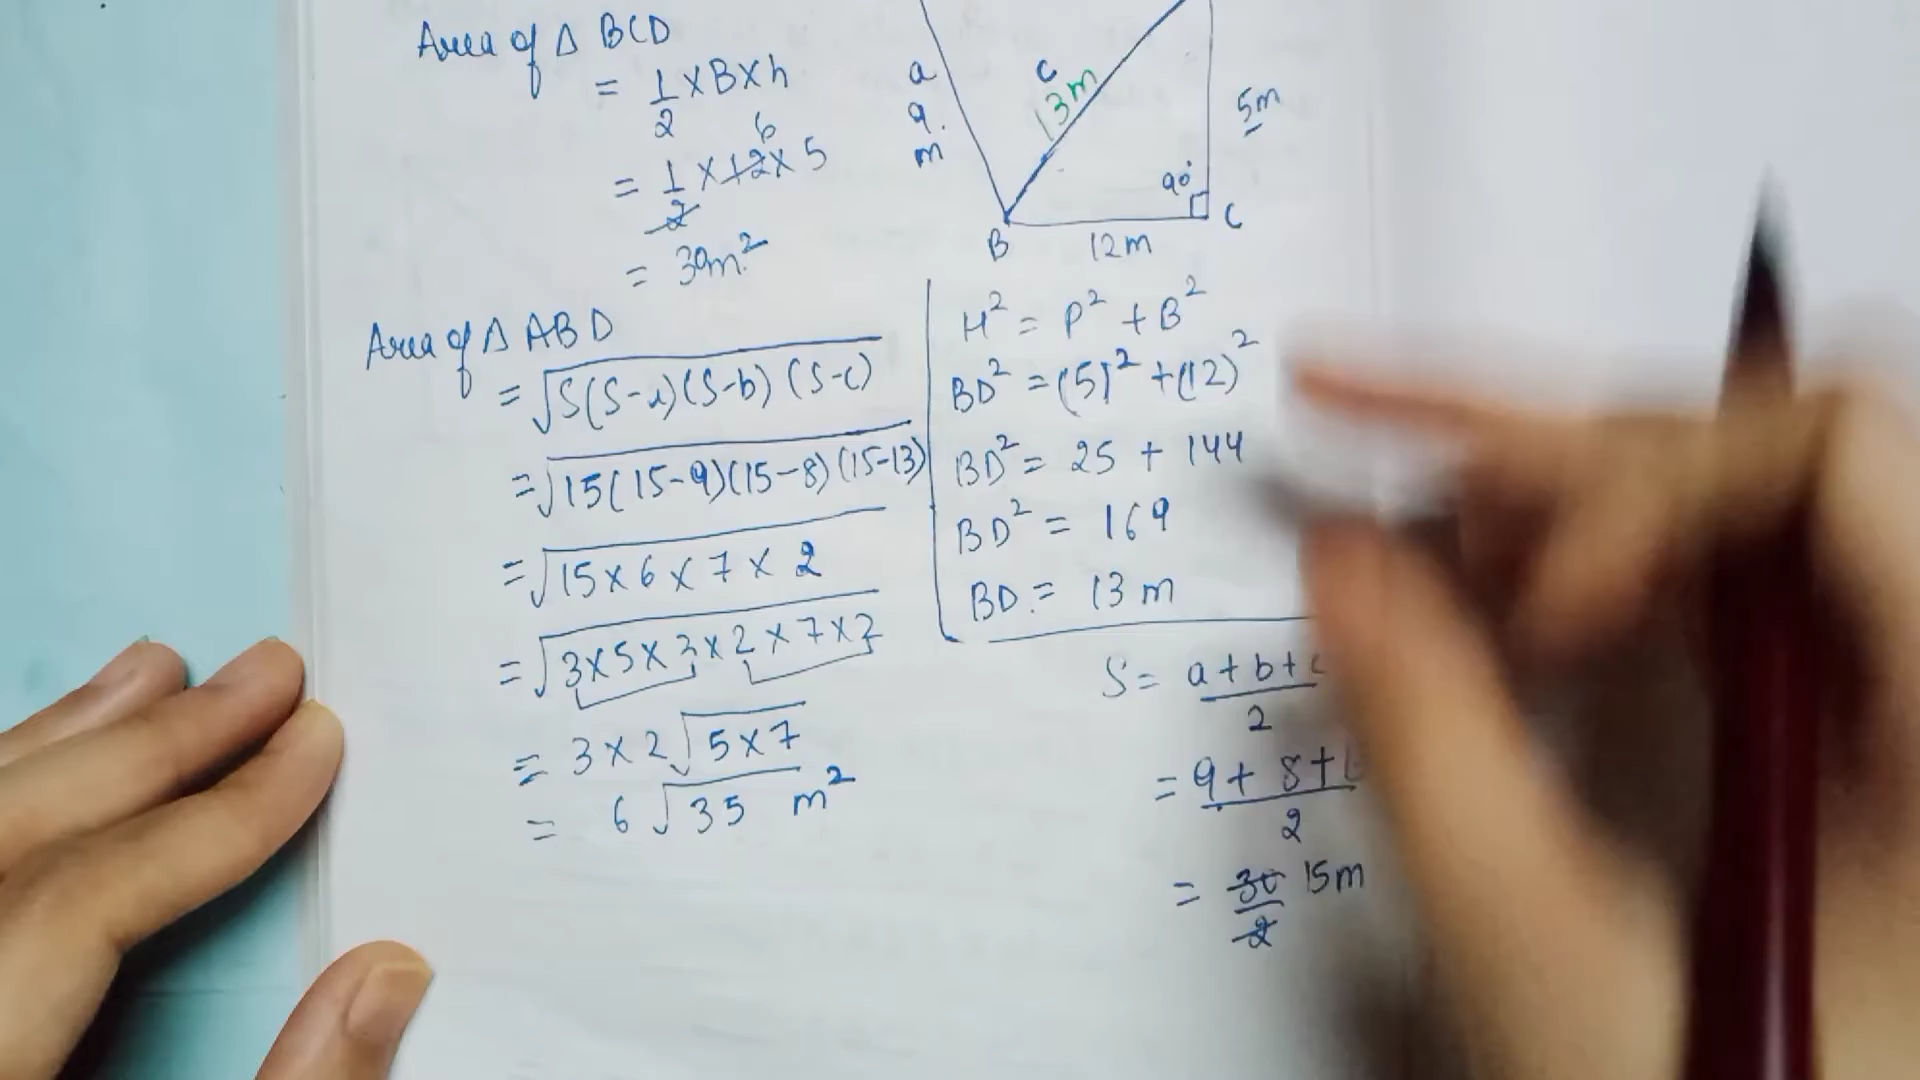 Area of Δ BCD
= 1/2 × B × h
6
= 1/2 × 12 × 5
= 30m².
a
9.
m
c
13m
5m
90°
C
B
12m
Area of Δ ABD
= √S(S-a)(S-b) (S-c)
= √15(15-9)(15-8)(15-13)
= √15 × 6 × 7 × 2
= √3×5×3×2×7×2
= 3×2√5×7
= 6√35 m²
H² = P² + B²
BD² = (5)² + (12)²
BD² = 25 + 144
BD² = 169
BD = 13 m
S = a+b+c
2
= 9+ 8+
2
= 30/2 15m